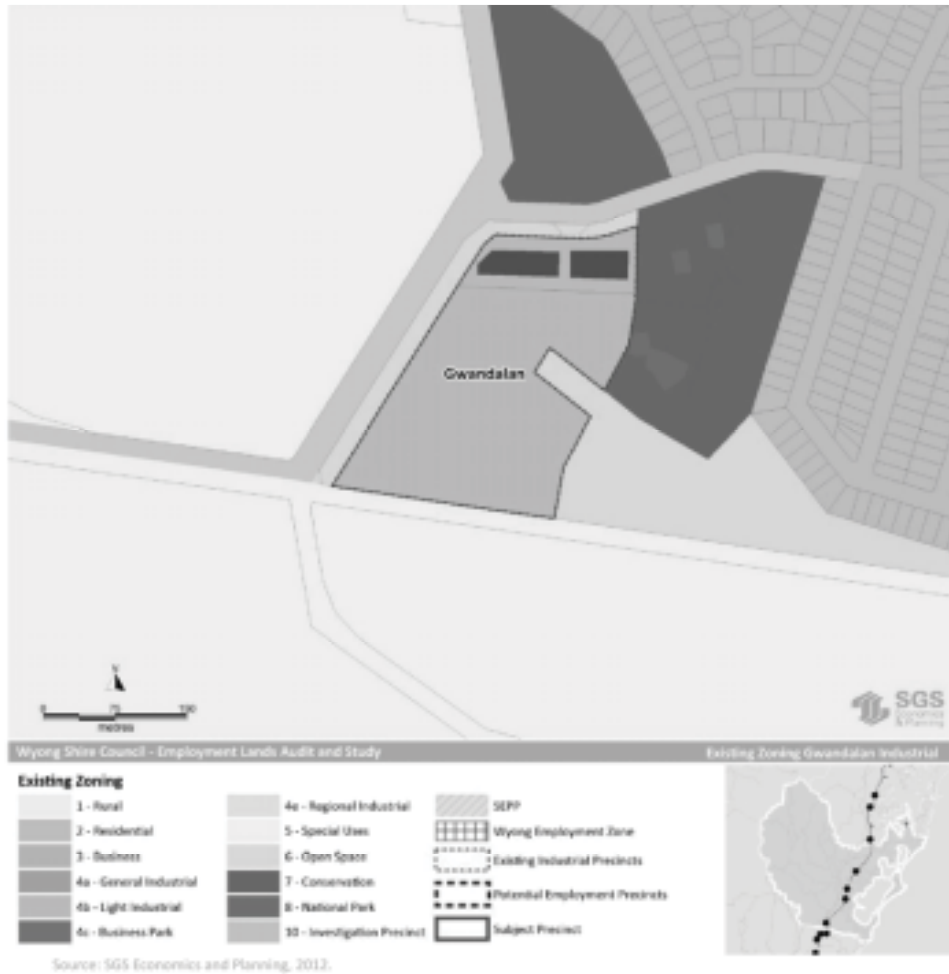 Gwandalan
N
0 75 150
metres
SGS
Economics
& Planning
Wyong Shire Council - Employment Lands Audit and Study
Existing Zoning Gwandalan Industrial
Existing Zoning
1 - Rural
2 - Residential
3 - Business
4a - General Industrial
4b - Light Industrial
4c - Business Park
4e - Regional Industrial
5 - Special Uses
6 - Open Space
7 - Conservation
8 - National Park
10 - Investigation Precinct
SEPP
Wyong Employment Zone
Existing Industrial Precincts
Potential Employment Precincts
Subject Precinct
Source: SGS Economics and Planning, 2012.